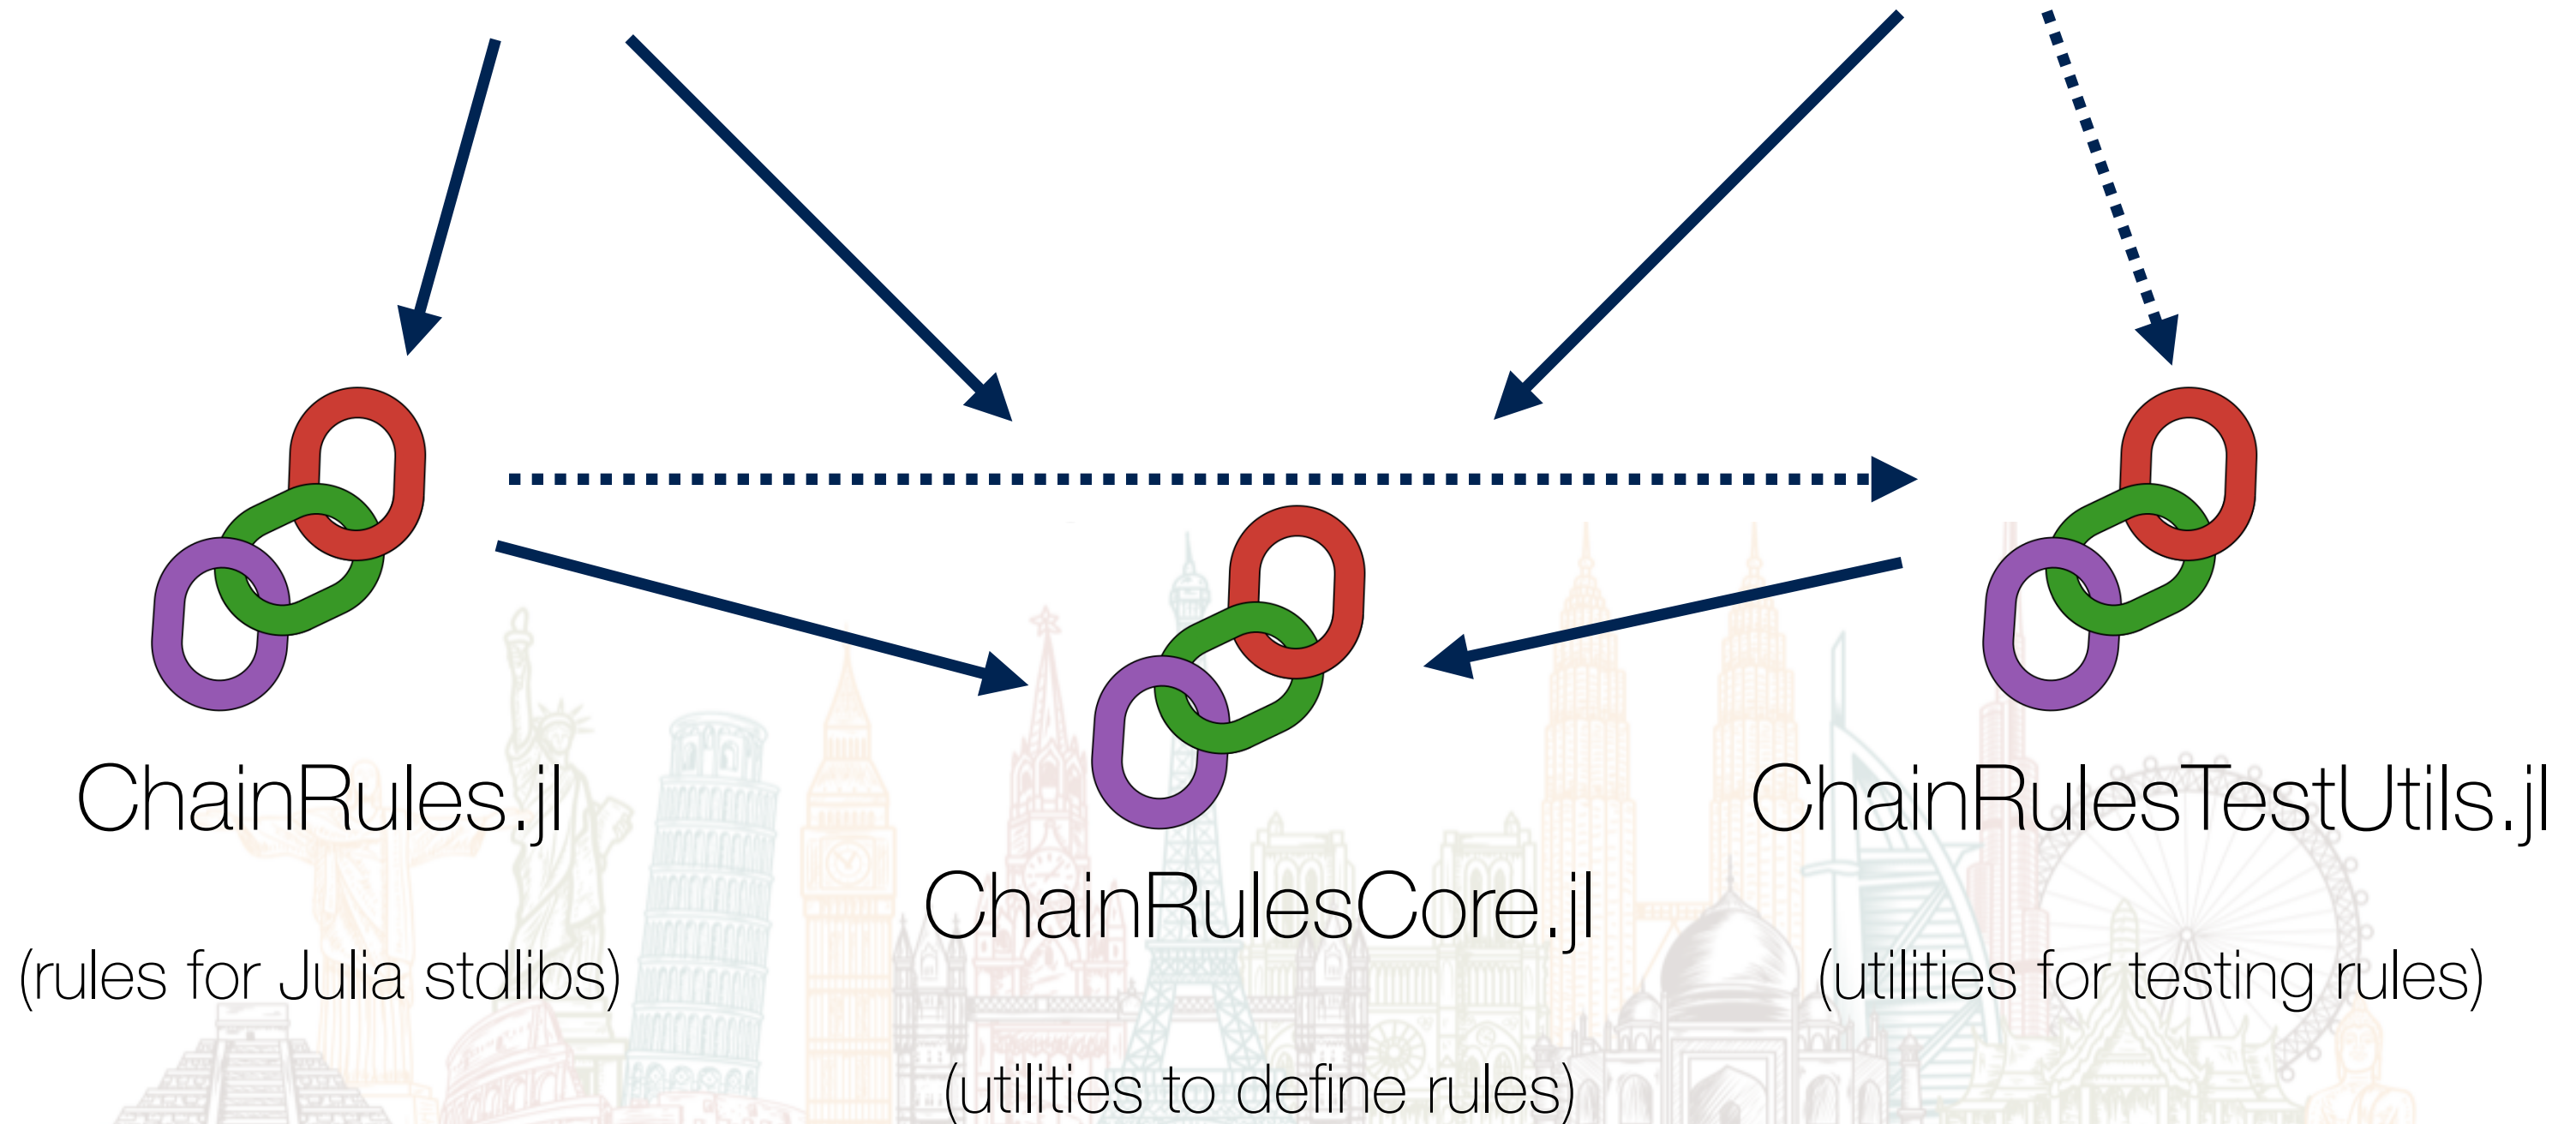 ChainRules.jl
(rules for Julia stdlibs)
ChainRulesCore.jl
(utilities to define rules)
ChainRulesTestUtils.jl
(utilities for testing rules)